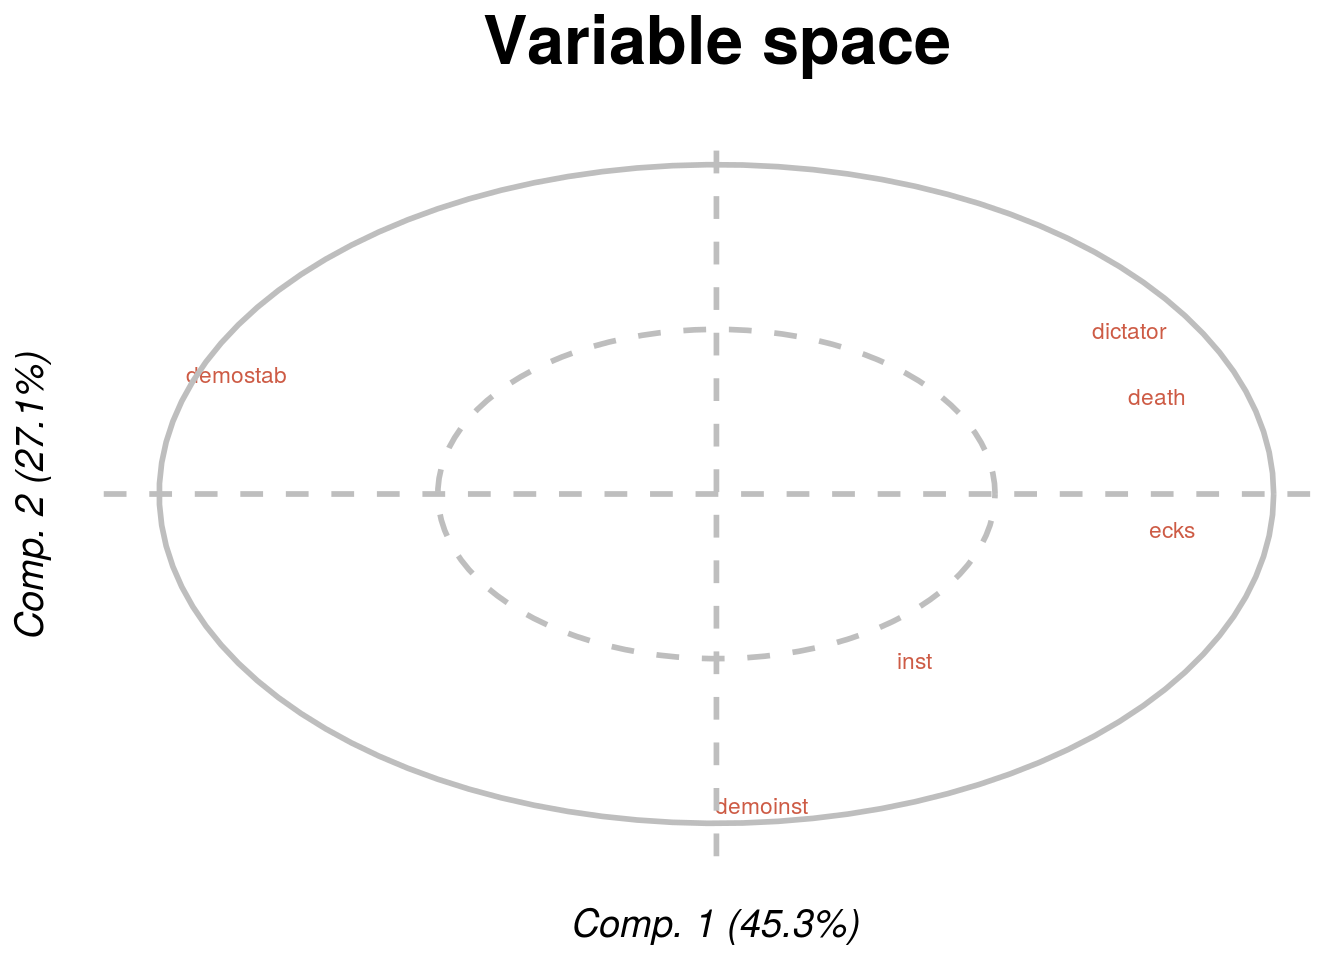 Variable space
dictator
demostab
death
Comp. 2 (27.1%)
ecks
inst
demoinst
Comp. 1 (45.3%)